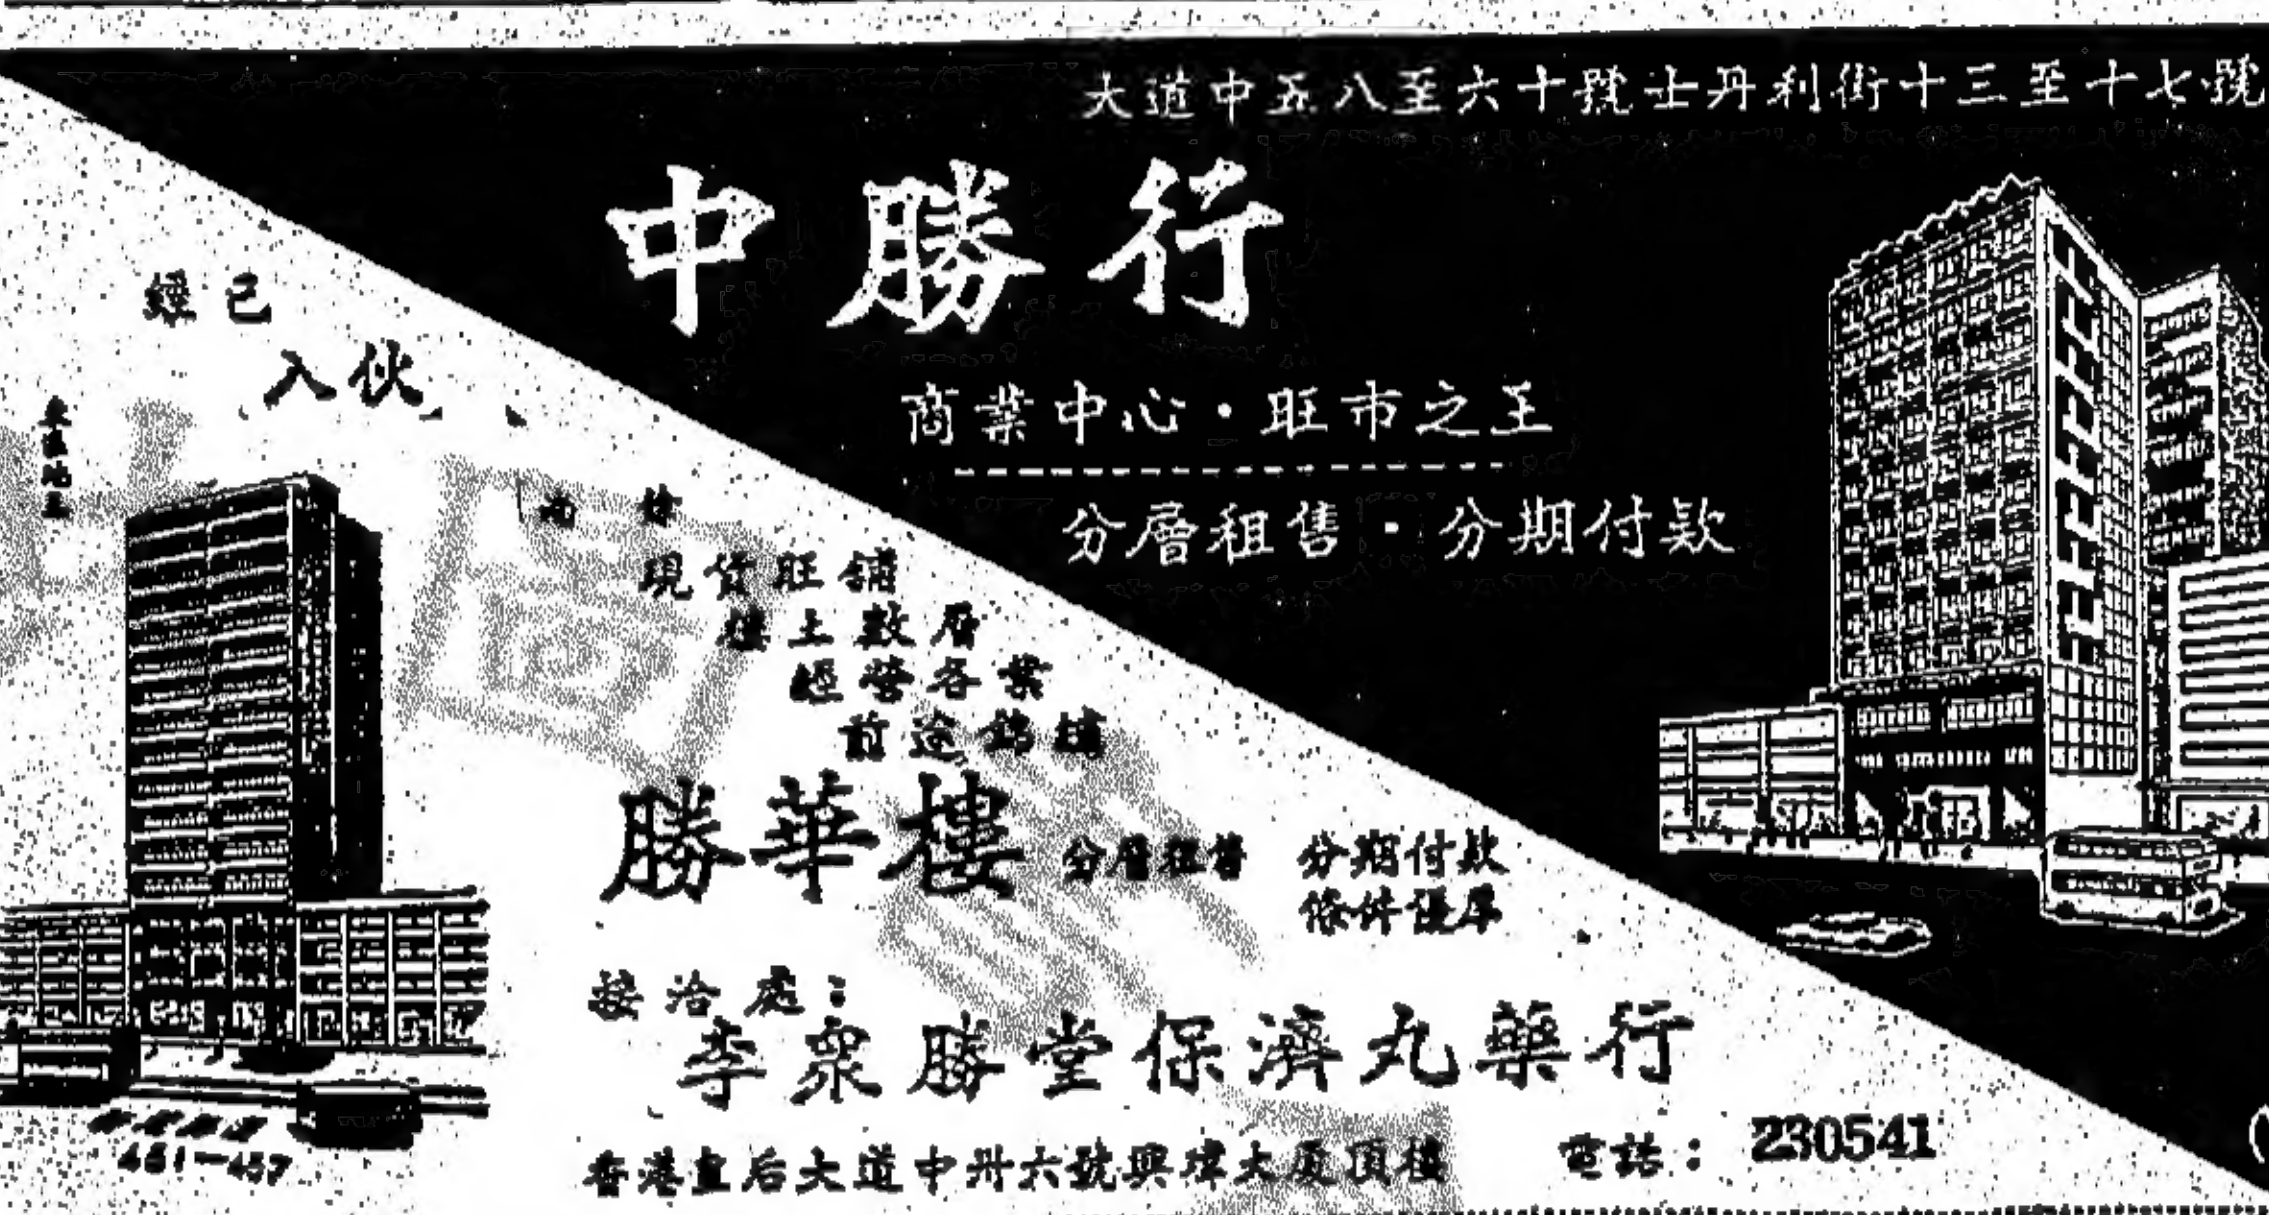 大道中五八至六十號士丹利街十三至十七號
中勝行
商業中心·旺市之王
分層租售·分期付款
經已
入伙
現貨旺舖
樓上數層
經營各業
前途錦繡
勝華樓 分層租售 分期付款
條件優厚
接洽處:
李眾勝堂保濟丸藥行
香港皇后大道中卅六號興瑋大廈頂樓
電話: 230541